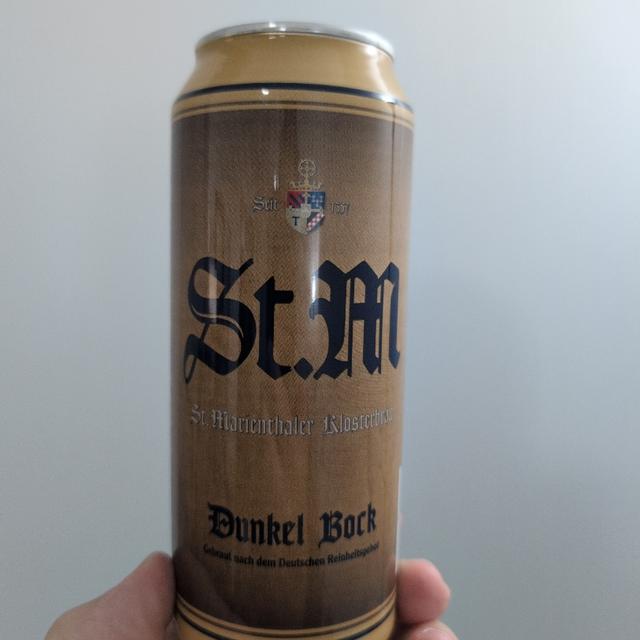 Seit
T
St.M
St. Marienthaler Klosterbräu
Dunkel Bock
Gebraut nach dem Deutschen Reinheitsgebot